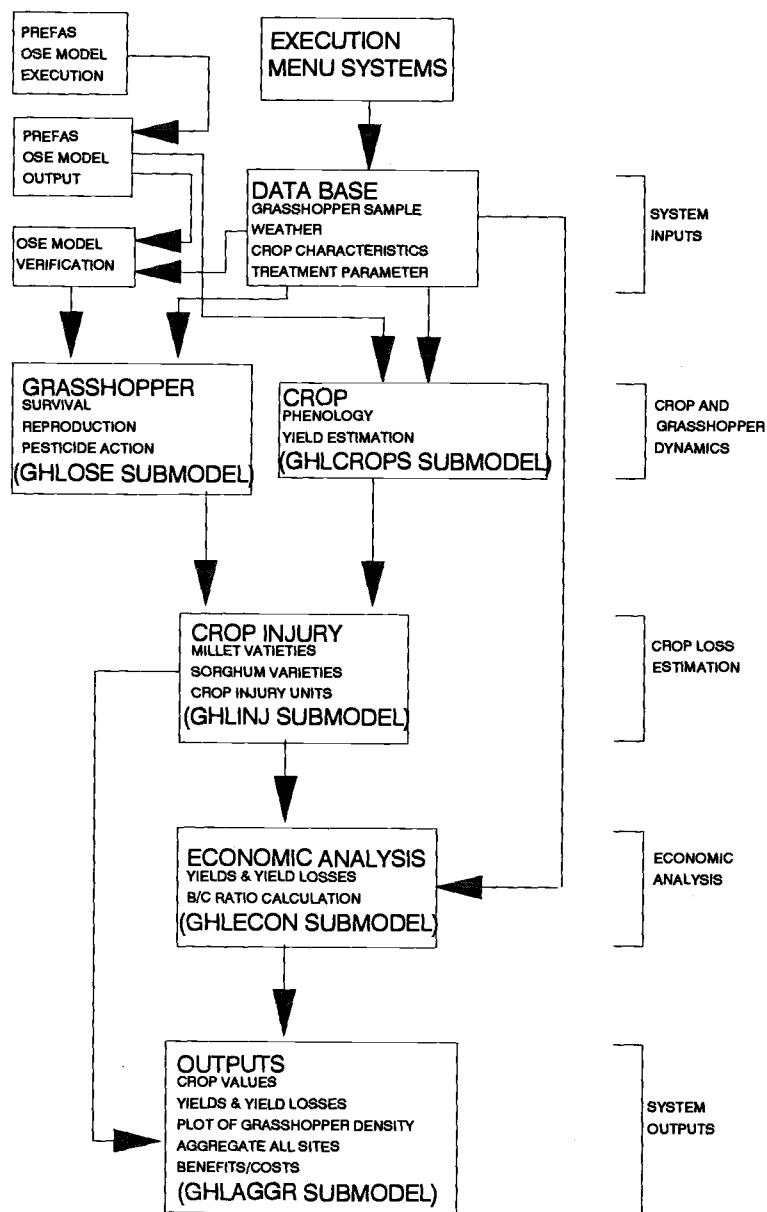 PREFAS
OSE MODEL
EXECUTION
EXECUTION
MENU SYSTEMS
PREFAS
OSE MODEL
OUTPUT
DATA BASE
GRASSHOPPER SAMPLE
WEATHER
CROP CHARACTERISTICS
TREATMENT PARAMETER
SYSTEM
INPUTS
OSE MODEL
VERIFICATION
GRASSHOPPER
SURVIVAL
REPRODUCTION
PESTICIDE ACTION
(GHLOSE SUBMODEL)
CROP
PHENOLOGY
YIELD ESTIMATION
(GHLCROPS SUBMODEL)
CROP AND
GRASSHOPPER
DYNAMICS
CROP INJURY
MILLET VATIETIES
SORGHUM VARIETIES
CROP INJURY UNITS
(GHLINJ SUBMODEL)
CROP LOSS
ESTIMATION
ECONOMIC ANALYSIS
YIELDS & YIELD LOSSES
B/C RATIO CALCULATION
(GHLECON SUBMODEL)
ECONOMIC
ANALYSIS
OUTPUTS
CROP VALUES
YIELDS & YIELD LOSSES
PLOT OF GRASSHOPPER DENSITY
AGGREGATE ALL SITES
BENEFITS/COSTS
(GHLAGGR SUBMODEL)
SYSTEM
OUTPUTS